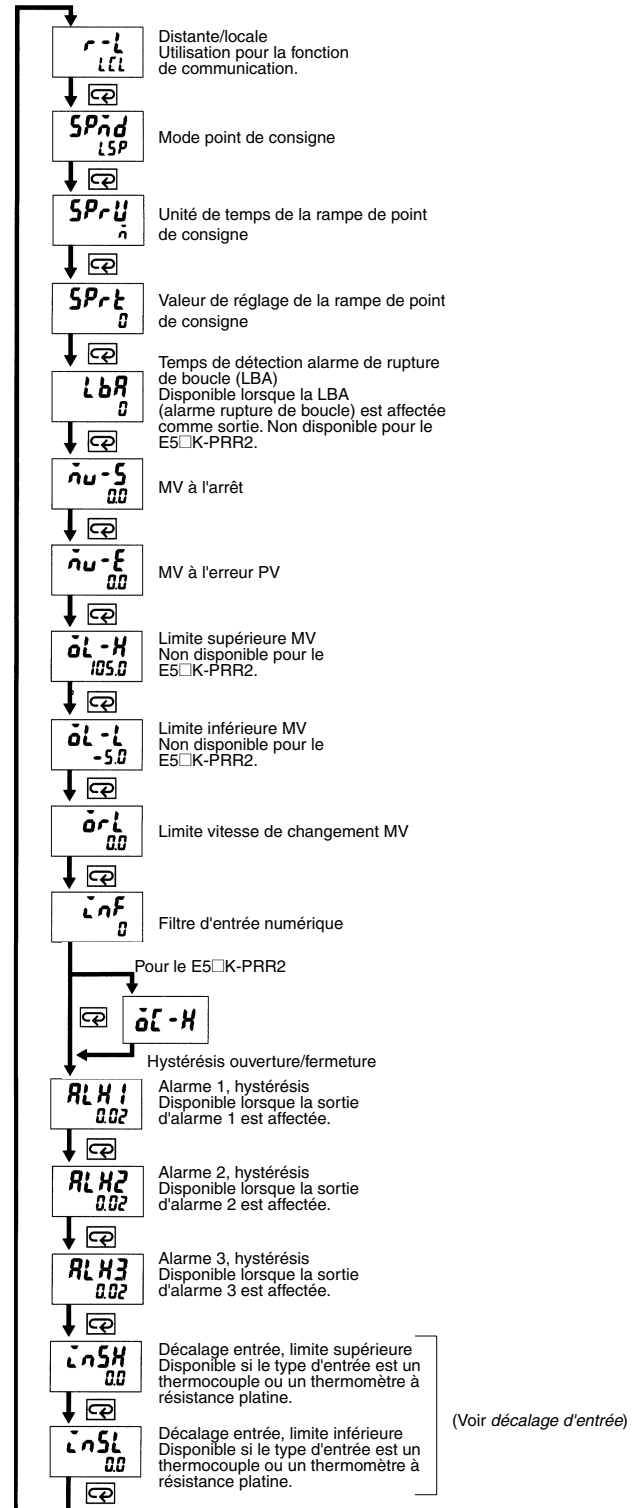 r-L
LCL
Distante/locale
Utilisation pour la fonction
de communication.
SPmd
LSP
Mode point de consigne
SPrU
m
Unité de temps de la rampe de point
de consigne
SPrt
0
Valeur de réglage de la rampe de point
de consigne
LbA
0
Temps de détection alarme de rupture
de boucle (LBA)
Disponible lorsque la LBA
(alarme rupture de boucle) est affectée
comme sortie. Non disponible pour le
E5□K-PRR2.
mv-S
0.0
MV à l'arrêt
mv-E
0.0
MV à l'erreur PV
oL-H
105.0
Limite supérieure MV
Non disponible pour le
E5□K-PRR2.
oL-L
-5.0
Limite inférieure MV
Non disponible pour le
E5□K-PRR2.
orL
0.0
Limite vitesse de changement MV
inF
0
Filtre d'entrée numérique
Pour le E5□K-PRR2
oC-H
Hystérésis ouverture/fermeture
ALH1
0.02
Alarme 1, hystérésis
Disponible lorsque la sortie
d'alarme 1 est affectée.
ALH2
0.02
Alarme 2, hystérésis
Disponible lorsque la sortie
d'alarme 2 est affectée.
ALH3
0.02
Alarme 3, hystérésis
Disponible lorsque la sortie
d'alarme 3 est affectée.
inSH
0.0
Décalage entrée, limite supérieure
Disponible si le type d'entrée est un
thermocouple ou un thermomètre à
résistance platine.
(Voir décalage d'entrée)
inSL
0.0
Décalage entrée, limite inférieure
Disponible si le type d'entrée est un
thermocouple ou un thermomètre à
résistance platine.